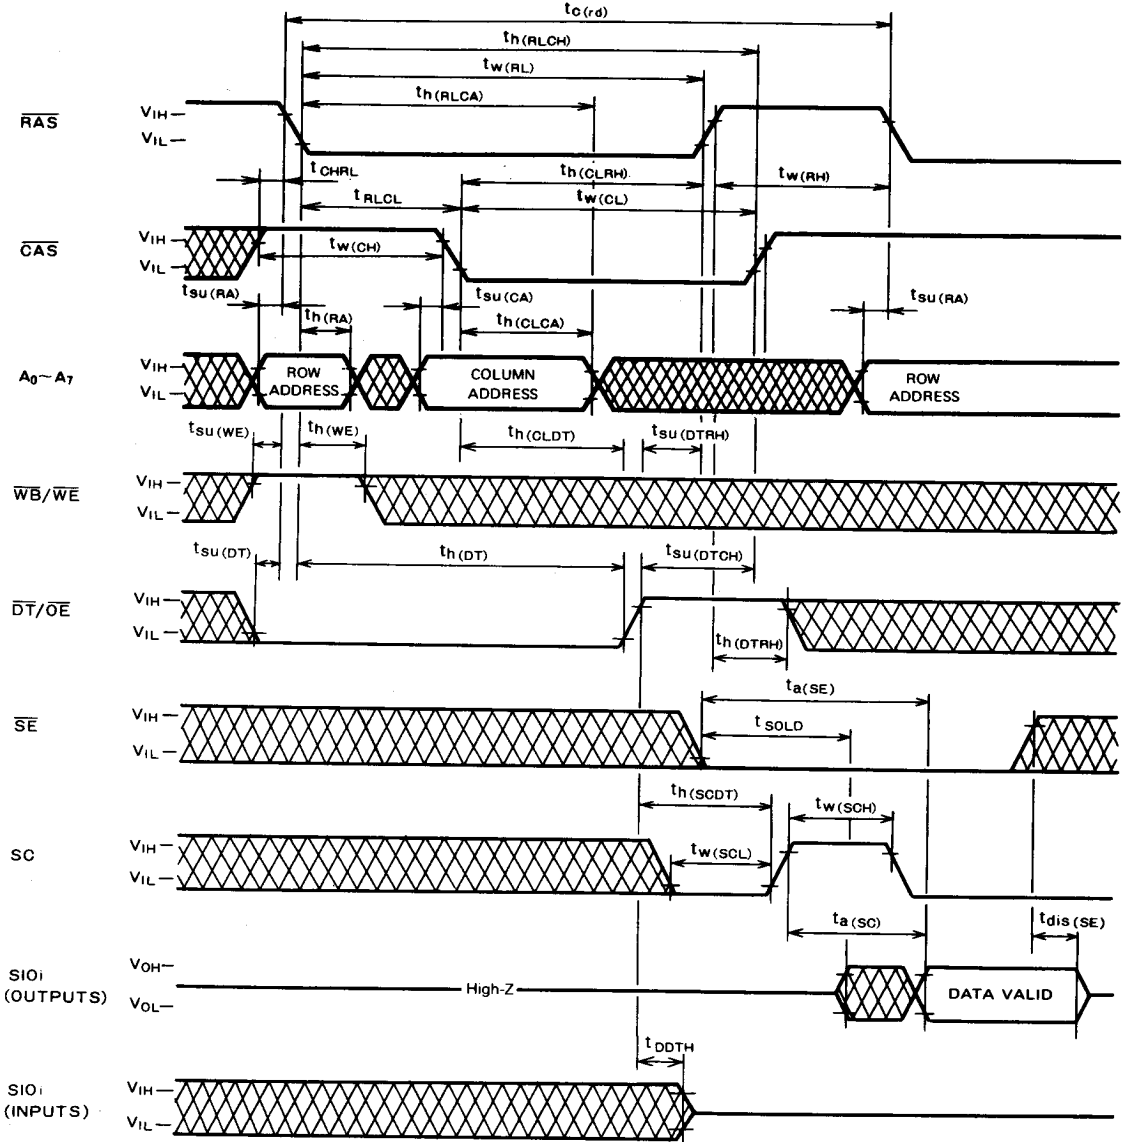 tC(rd)
th(RLCH)
tw(RL)
th(RLCA)
RAS
VIH
VIL
tCHRL
th(CLRH)
tw(RH)
tRLCL
tw(CL)
CAS
VIH
VIL
tw(CH)
tsu(RA)
tsu(CA)
tsu(RA)
th(RA)
th(CLCA)
A0~A7
VIH
VIL
ROW
ADDRESS
COLUMN
ADDRESS
ROW
ADDRESS
tsu(WE)
th(WE)
th(CLDT)
tsu(DTRH)
WB/WE
VIH
VIL
tsu(DT)
th(DT)
tsu(DTCH)
DT/OE
VIH
VIL
th(DTRH)
ta(SE)
SE
VIH
VIL
tSOLD
th(SCDT)
tw(SCH)
SC
VIH
VIL
tw(SCL)
ta(SC)
tdis(SE)
SIOi
(OUTPUTS)
VOH
VOL
High-Z
DATA VALID
tDDTH
SIOi
(INPUTS)
VIH
VIL